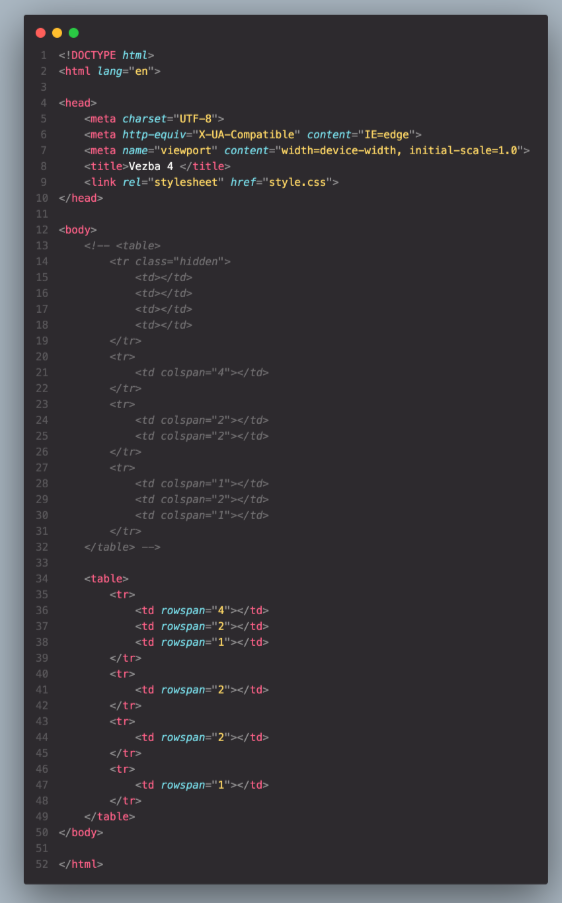 1 <!DOCTYPE html>
2 <html lang="en">
3
4 <head>
5     <meta charset="UTF-8">
6     <meta http-equiv="X-UA-Compatible" content="IE=edge">
7     <meta name="viewport" content="width=device-width, initial-scale=1.0">
8     <title>Vezba 4 </title>
9     <link rel="stylesheet" href="style.css">
10 </head>
11
12 <body>
13     <!-- <table>
14         <tr class="hidden">
15             <td></td>
16             <td></td>
17             <td></td>
18             <td></td>
19         </tr>
20         <tr>
21             <td colspan="4"></td>
22         </tr>
23         <tr>
24             <td colspan="2"></td>
25             <td colspan="2"></td>
26         </tr>
27         <tr>
28             <td colspan="1"></td>
29             <td colspan="2"></td>
30             <td colspan="1"></td>
31         </tr>
32     </table> -->
33
34     <table>
35         <tr>
36             <td rowspan="4"></td>
37             <td rowspan="2"></td>
38             <td rowspan="1"></td>
39         </tr>
40         <tr>
41             <td rowspan="2"></td>
42         </tr>
43         <tr>
44             <td rowspan="2"></td>
45         </tr>
46         <tr>
47             <td rowspan="1"></td>
48         </tr>
49     </table>
50 </body>
51
52 </html>